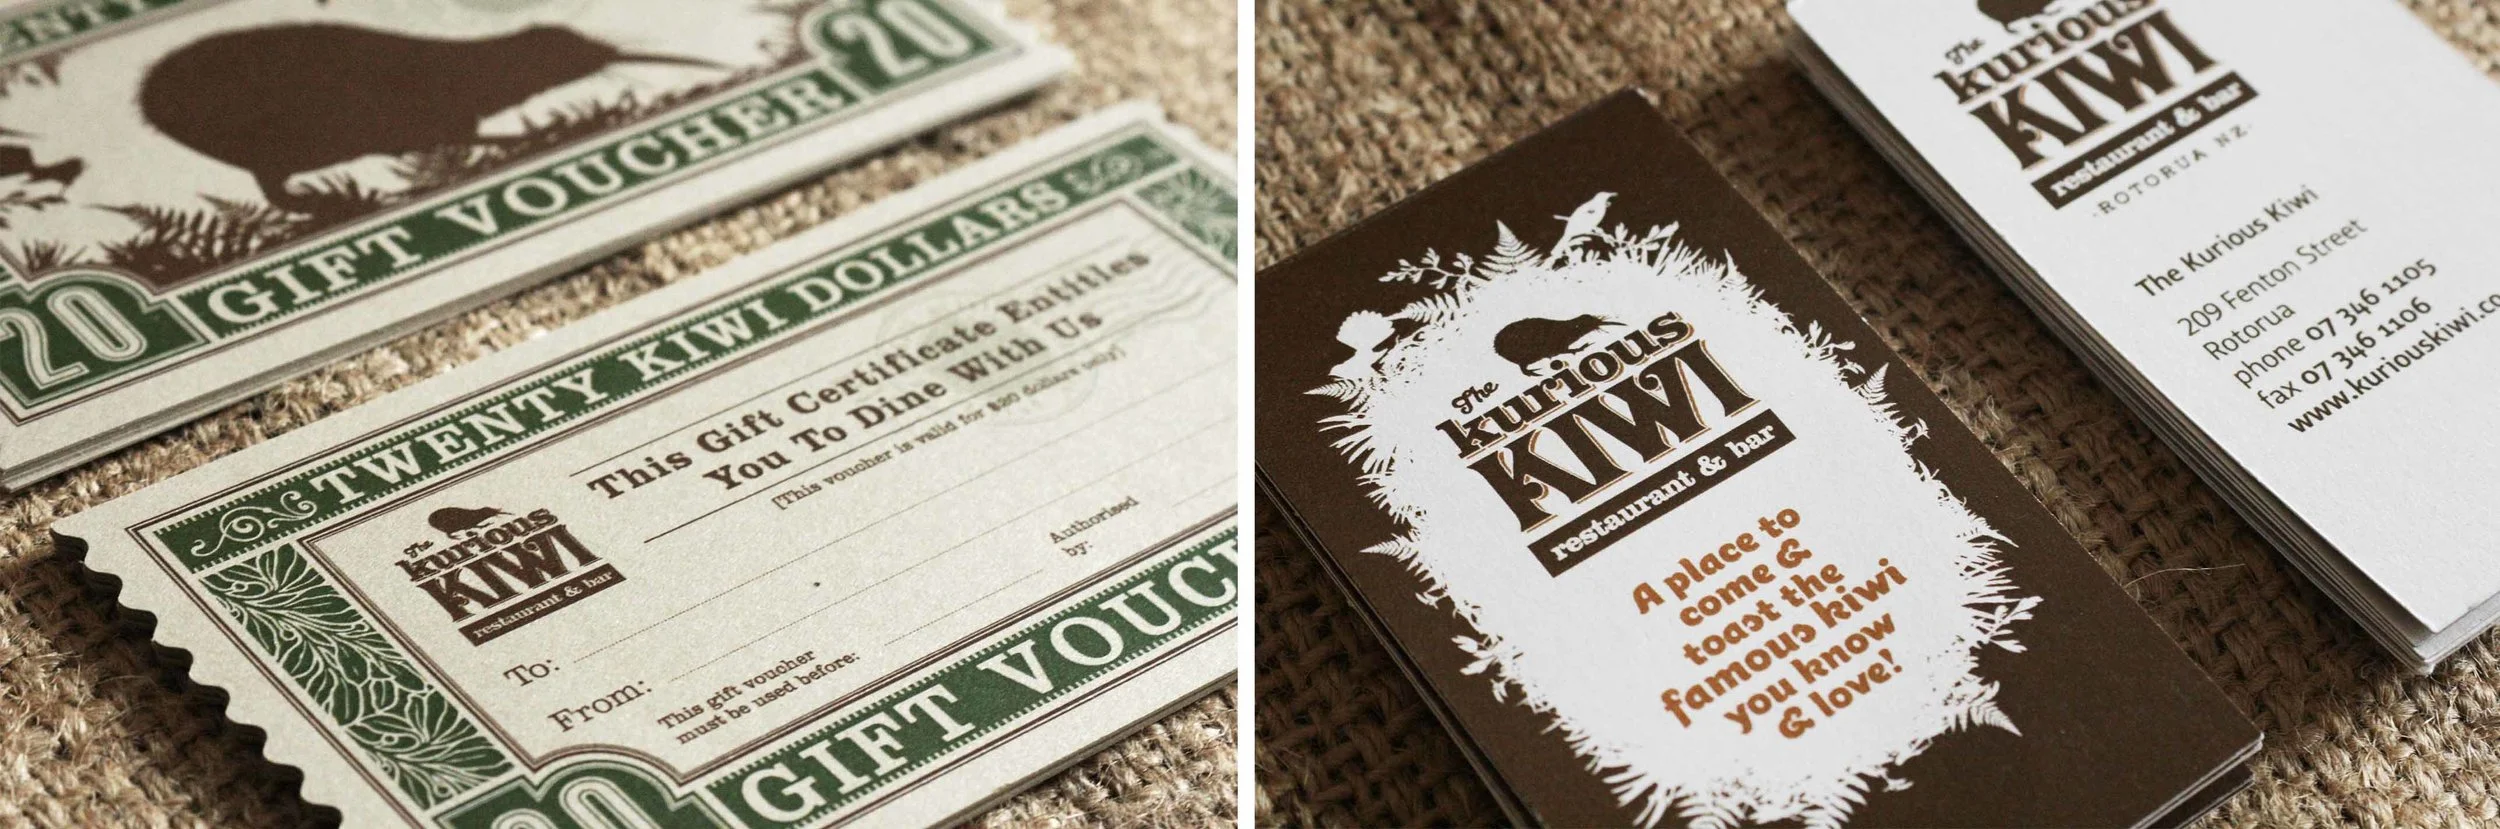 20
GIFT VOUCHER
20
TWENTY KIWI DOLLARS
The
kurious
KIWI
restaurant & bar
This Gift Certificate Entitles
You To Dine With Us
[This voucher is valid for $20 dollars only]
To:
From:
Authorised
by:
This gift voucher
must be used before:
GIFT VOUC
The
kurious
KIWI
restaurant & bar
A place to
come &
toast the
famous kiwi
you know
& love!
The
kurious
KIWI
restaurant & bar
·ROTORUA NZ·
The Kurious Kiwi
209 Fenton Street
Rotorua
phone 07 346 1105
fax 07 346 1106
www.kuriouskiwi.co